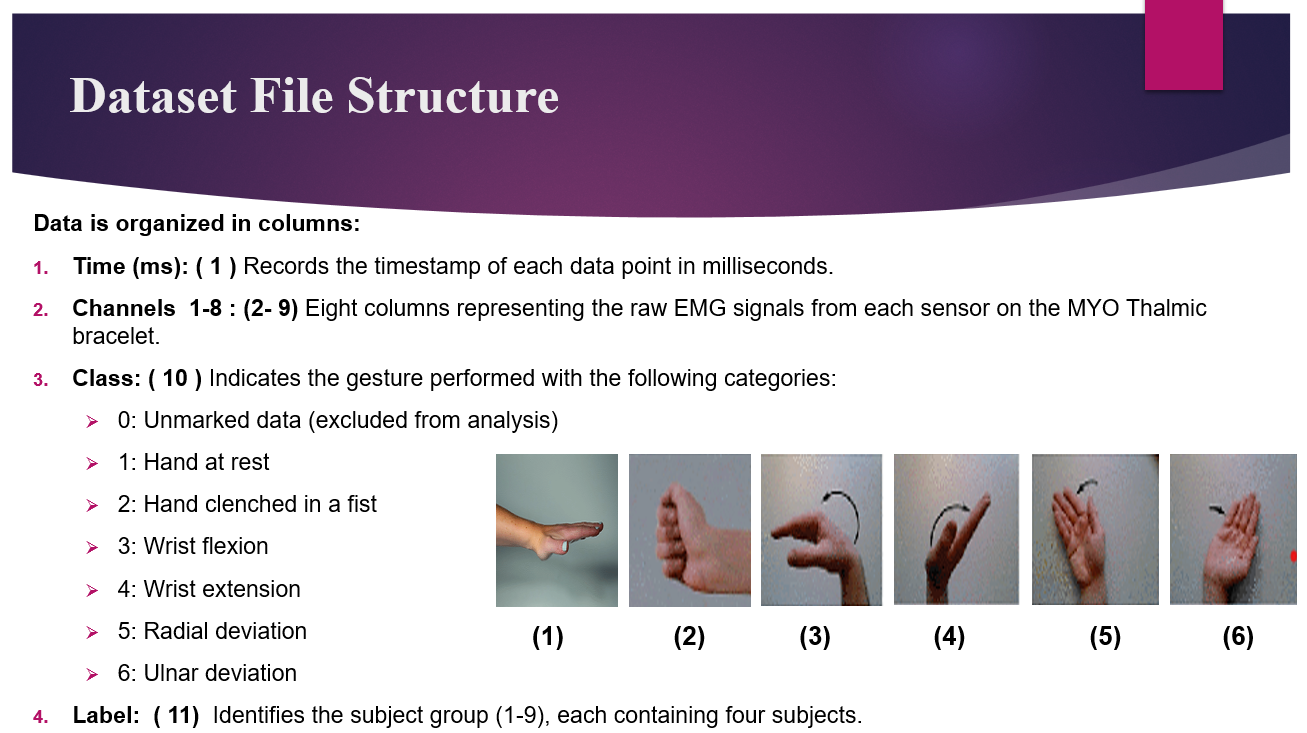 Dataset File Structure
Data is organized in columns:
1. Time (ms): ( 1 ) Records the timestamp of each data point in milliseconds.
2. Channels  1-8 : (2- 9) Eight columns representing the raw EMG signals from each sensor on the MYO Thalmic
bracelet.
3. Class: ( 10 ) Indicates the gesture performed with the following categories:
0: Unmarked data (excluded from analysis)
1: Hand at rest
2: Hand clenched in a fist
3: Wrist flexion
4: Wrist extension
5: Radial deviation
6: Ulnar deviation
(1) (2) (3) (4) (5) (6)
4. Label:  ( 11)  Identifies the subject group (1-9), each containing four subjects.